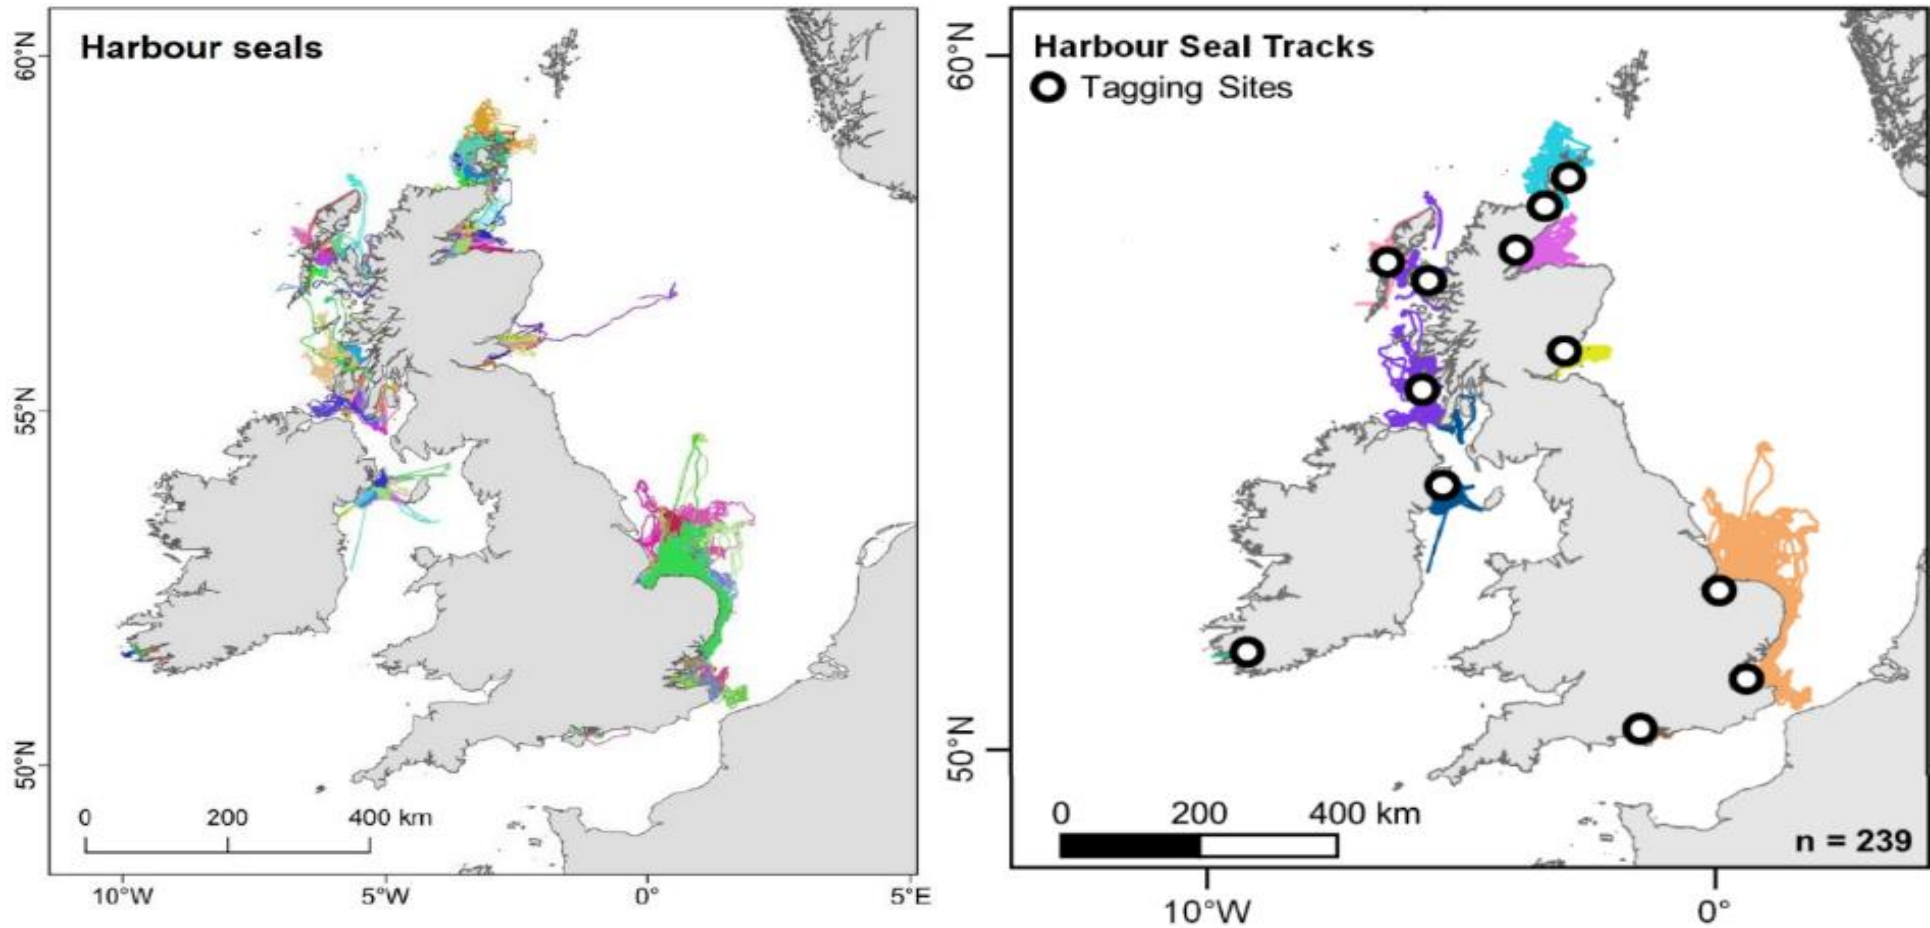 Harbour seals
60°N
55°N
50°N
0 200 400 km
10°W 5°W 0° 5°E
Harbour Seal Tracks
Tagging Sites
60°N
50°N
0 200 400 km
n = 239
10°W 0°